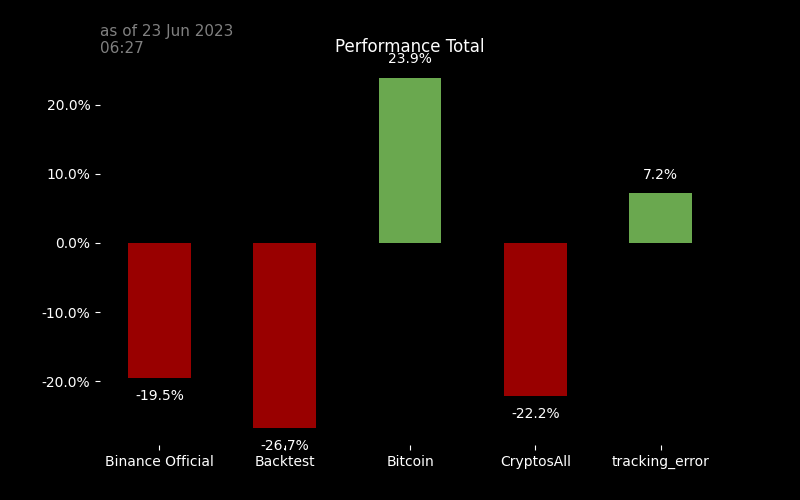 as of 23 Jun 2023
06:27
Performance Total
23.9%
20.0%
7.2%
10.0%
0.0%
-10.0%
-20.0%
-19.5%
-22.2%
-26.7%
Binance Official
Backtest
Bitcoin
CryptosAll
tracking_error